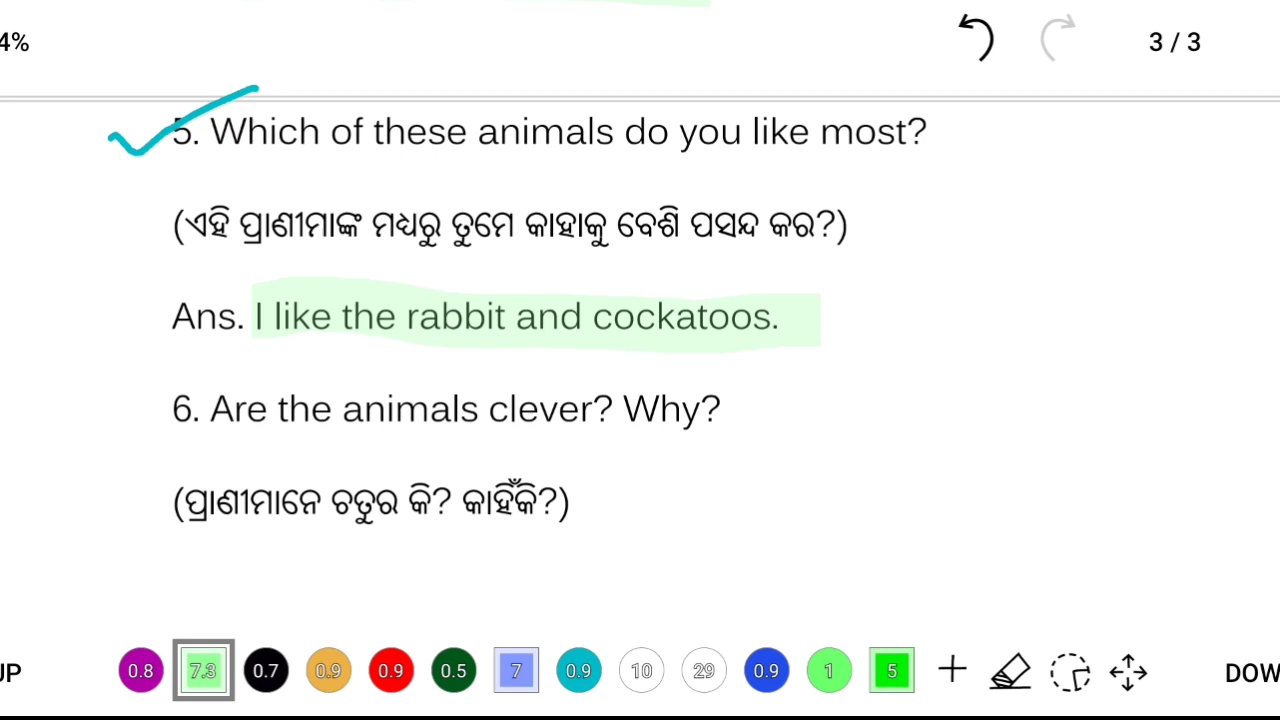 4%
3 / 3
5. Which of these animals do you like most?
(ଏହି ପ୍ରାଣୀମାଙ୍କ ମଧ୍ୟରୁ ତୁମେ କାହାକୁ ବେଶି ପସନ୍ଦ କର?)
Ans. I like the rabbit and cockatoos.
6. Are the animals clever? Why?
(ପ୍ରାଣୀମାନେ ଚତୁର କି? କାହିଁକି?)
UP 0.8 7.3 0.7 0.9 0.9 0.5 7 0.9 10 29 0.9 1 5 DOW